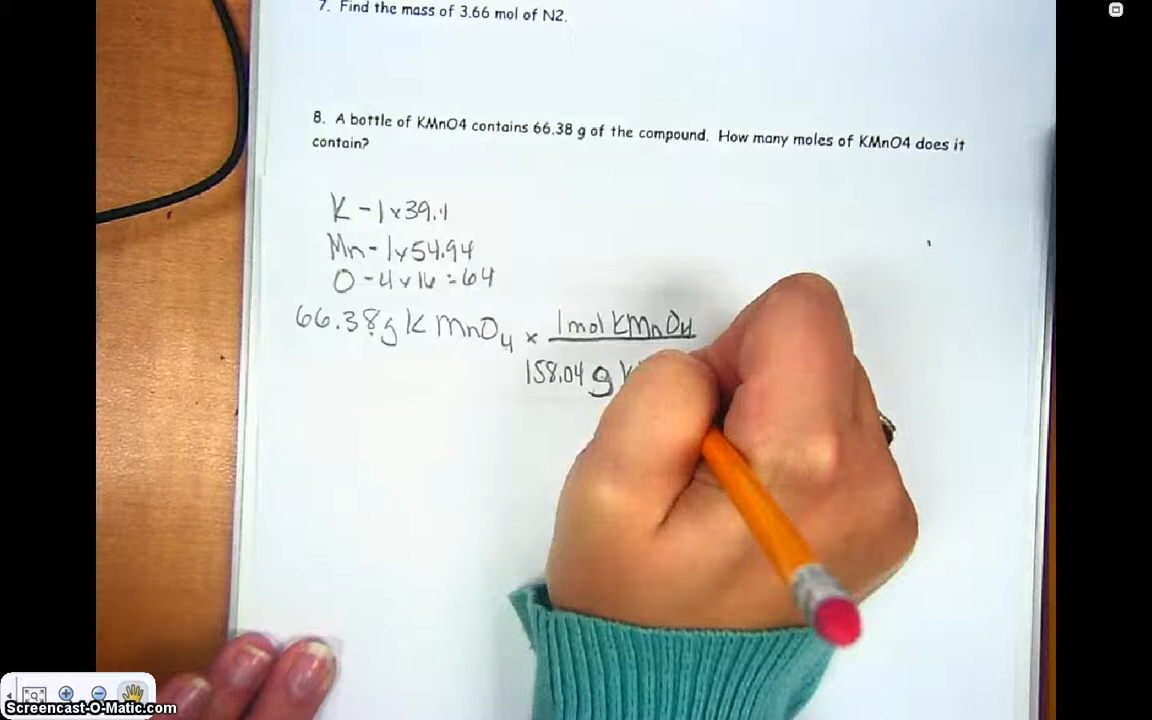 7. Find the mass of 3.66 mol of N2.
8. A bottle of KMnO4 contains 66.38 g of the compound. How many moles of KMnO4 does it
contain?
K - 1 x 39.1
Mn - 1 x 54.94
O - 4 x 16 = 64
66.38g K MnO4 x 1 mol KMnO4
158.04 g
Screencast-O-Matic.com